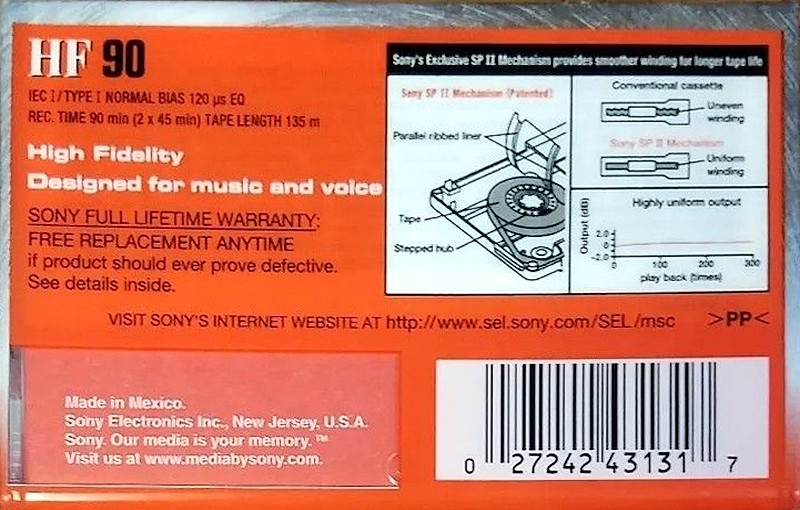 HF 90
IEC I/TYPE I NORMAL BIAS 120 µs EQ
REC. TIME 90 min (2 x 45 min) TAPE LENGTH 135 m
High Fidelity
Designed for music and voice
SONY FULL LIFETIME WARRANTY:
FREE REPLACEMENT ANYTIME
if product should ever prove defective.
See details inside.
Sony's Exclusive SP II Mechanism provides smoother winding for longer tape life
Sony SP II Mechanism (Patented)
Parallel ribbed liner
Tape
Stepped hub
Conventional cassette
Uneven
winding
Sony SP II Mechanism
Uniform
winding
Highly uniform output
Output (dB)
2.0
0
-2.0
0 100 200 300
play back (times)
VISIT SONY'S INTERNET WEBSITE AT http://www.sel.sony.com/SEL/msc >PP<
Made in Mexico.
Sony Electronics Inc., New Jersey, U.S.A.
Sony. Our media is your memory.™
Visit us at www.mediabysony.com.
0 27242 43131 7